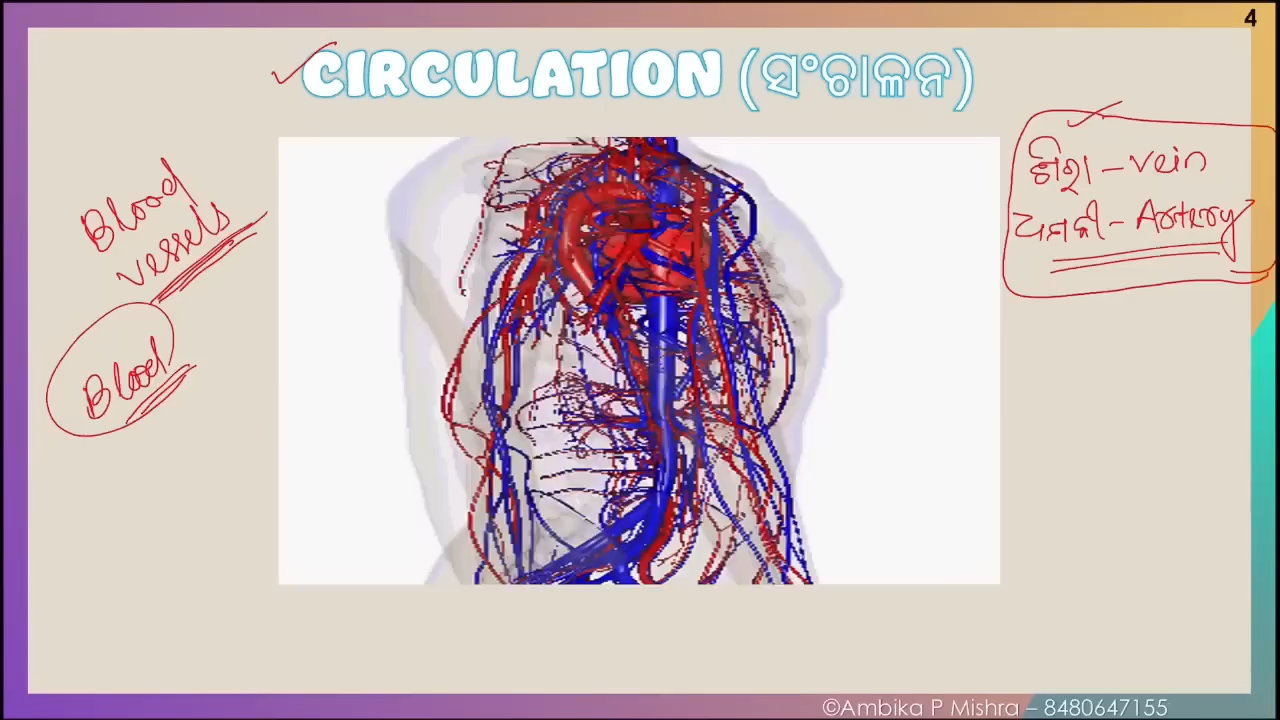 4
CIRCULATION (ସଂଚାଳନ)
Blood
vessels
Blood
ଶିରା - vein
ଧମନୀ - Artery
©Ambika P Mishra – 8480647155